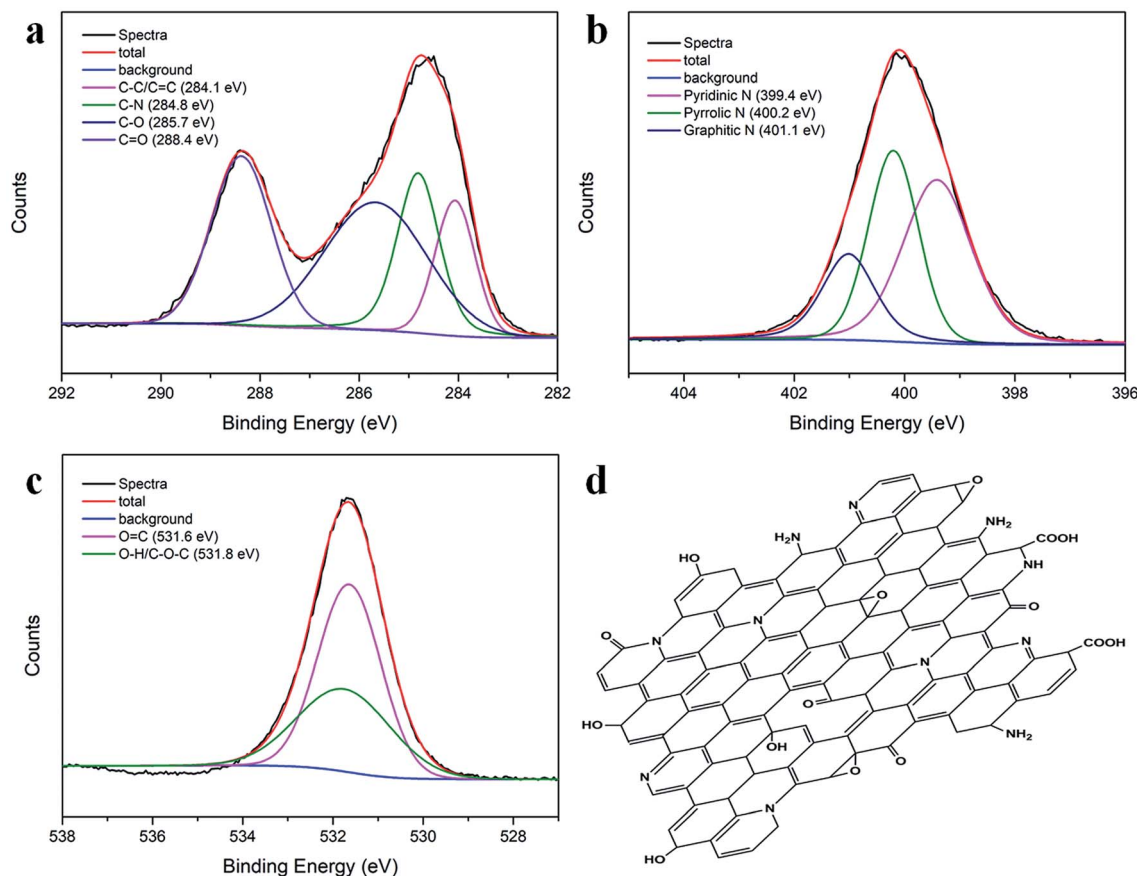 a
Spectra
total
background
C-C/C=C (284.1 eV)
C-N (284.8 eV)
C-O (285.7 eV)
C=O (288.4 eV)
Counts
292 290 288 286 284 282
Binding Energy (eV)
b
Spectra
total
background
Pyridinic N (399.4 eV)
Pyrrolic N (400.2 eV)
Graphitic N (401.1 eV)
Counts
404 402 400 398 396
Binding Energy (eV)
c
Spectra
total
background
O=C (531.6 eV)
O-H/C-O-C (531.8 eV)
Counts
538 536 534 532 530 528
Binding Energy (eV)
d
O
N
NH₂
H₂N
COOH
HO
NH
O
O
N
O
N
COOH
N
O
O
HO
NH₂
OH
O
N
O
N
HO